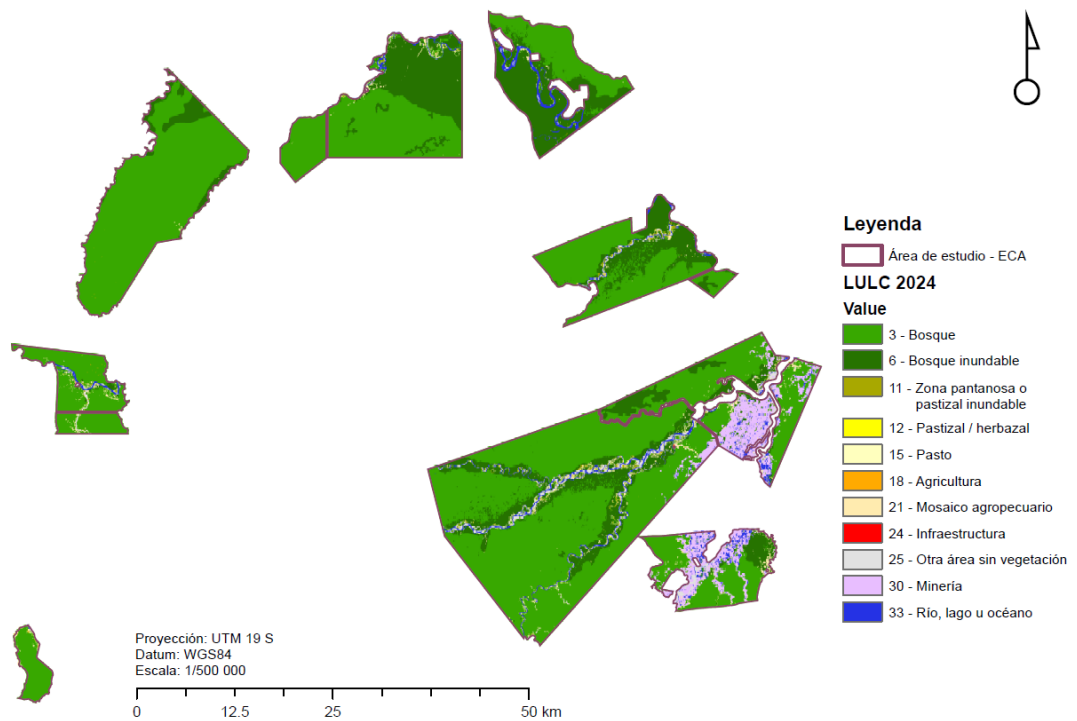 Leyenda
Área de estudio - ECA
LULC 2024
Value
3 - Bosque
6 - Bosque inundable
11 - Zona pantanosa o
pastizal inundable
12 - Pastizal / herbazal
15 - Pasto
18 - Agricultura
21 - Mosaico agropecuario
24 - Infraestructura
25 - Otra área sin vegetación
30 - Minería
33 - Río, lago u océano
Proyección: UTM 19 S
Datum: WGS84
Escala: 1/500 000
0 12.5 25 50 km